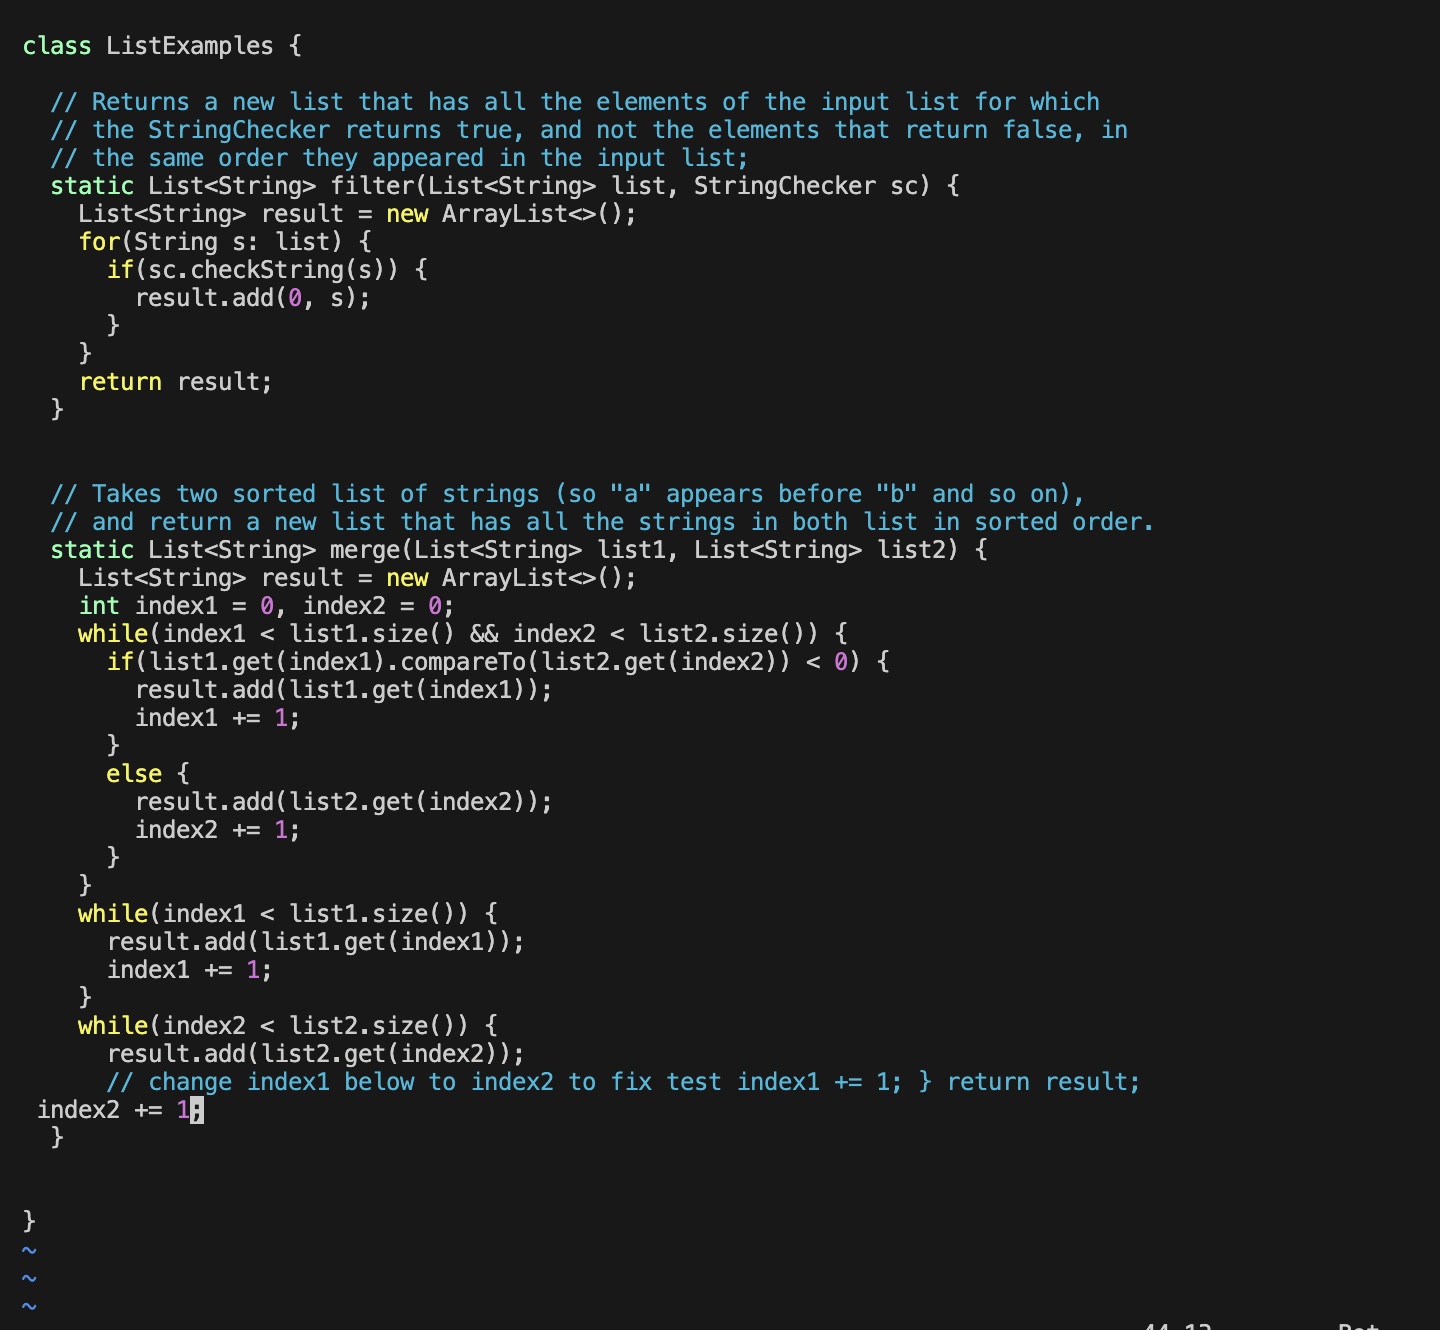 class ListExamples {
  // Returns a new list that has all the elements of the input list for which
  // the StringChecker returns true, and not the elements that return false, in
  // the same order they appeared in the input list;
  static List<String> filter(List<String> list, StringChecker sc) {
    List<String> result = new ArrayList<>();
    for(String s: list) {
      if(sc.checkString(s)) {
        result.add(0, s);
      }
    }
    return result;
  }
  // Takes two sorted list of strings (so "a" appears before "b" and so on),
  // and return a new list that has all the strings in both list in sorted order.
  static List<String> merge(List<String> list1, List<String> list2) {
    List<String> result = new ArrayList<>();
    int index1 = 0, index2 = 0;
    while(index1 < list1.size() && index2 < list2.size()) {
      if(list1.get(index1).compareTo(list2.get(index2)) < 0) {
        result.add(list1.get(index1));
        index1 += 1;
      }
      else {
        result.add(list2.get(index2));
        index2 += 1;
      }
    }
    while(index1 < list1.size()) {
      result.add(list1.get(index1));
      index1 += 1;
    }
    while(index2 < list2.size()) {
      result.add(list2.get(index2));
      // change index1 below to index2 to fix test index1 += 1; } return result;
 index2 += 1;
  }
}
~
~
~